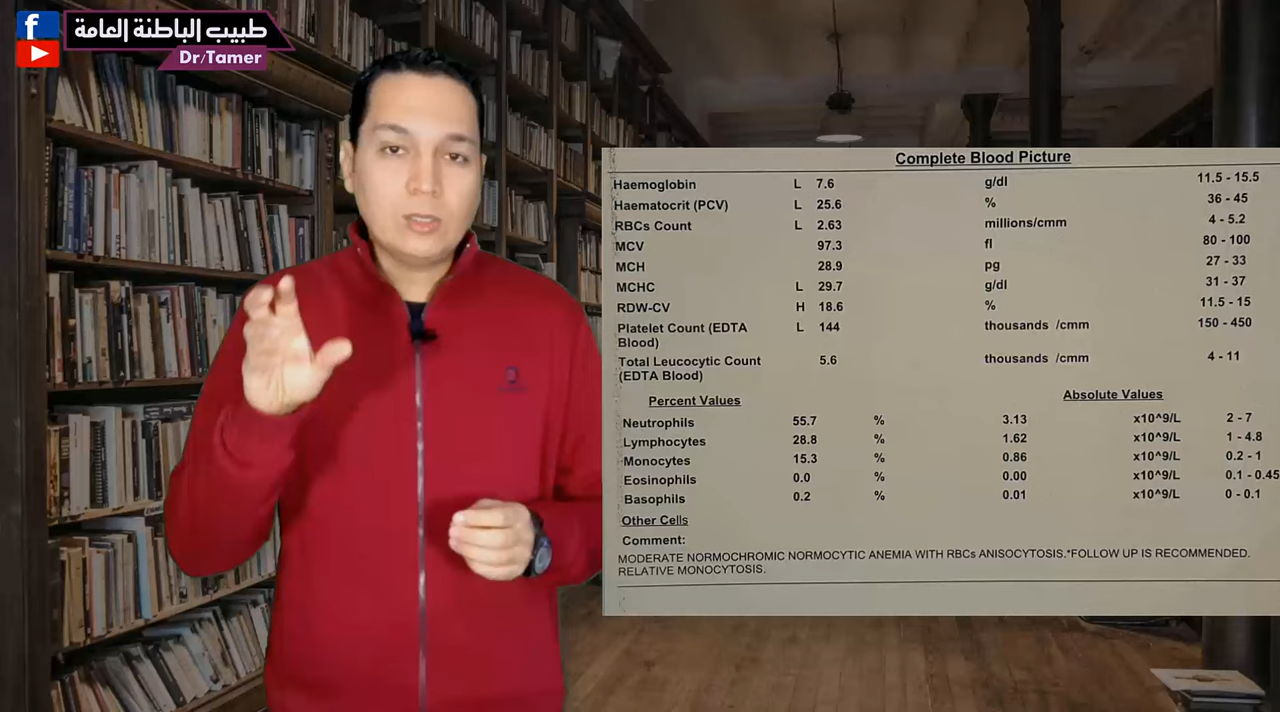 طبيب الباطنة العامة
Dr/Tamer
Complete Blood Picture
Haemoglobin L 7.6 g/dl 11.5 - 15.5
Haematocrit (PCV) L 25.6 % 36 - 45
RBCs Count L 2.63 millions/cmm 4 - 5.2
MCV 97.3 fl 80 - 100
MCH 28.9 pg 27 - 33
MCHC L 29.7 g/dl 31 - 37
RDW-CV H 18.6 % 11.5 - 15
Platelet Count (EDTA L 144 thousands /cmm 150 - 450
Blood)
Total Leucocytic Count 5.6 thousands /cmm 4 - 11
(EDTA Blood)
Percent Values Absolute Values
Neutrophils 55.7 % 3.13 x10^9/L 2 - 7
Lymphocytes 28.8 % 1.62 x10^9/L 1 - 4.8
Monocytes 15.3 % 0.86 x10^9/L 0.2 - 1
Eosinophils 0.0 % 0.00 x10^9/L 0.1 - 0.45
Basophils 0.2 % 0.01 x10^9/L 0 - 0.1
Other Cells
Comment:
MODERATE NORMOCHROMIC NORMOCYTIC ANEMIA WITH RBCs ANISOCYTOSIS.*FOLLOW UP IS RECOMMENDED.
RELATIVE MONOCYTOSIS.